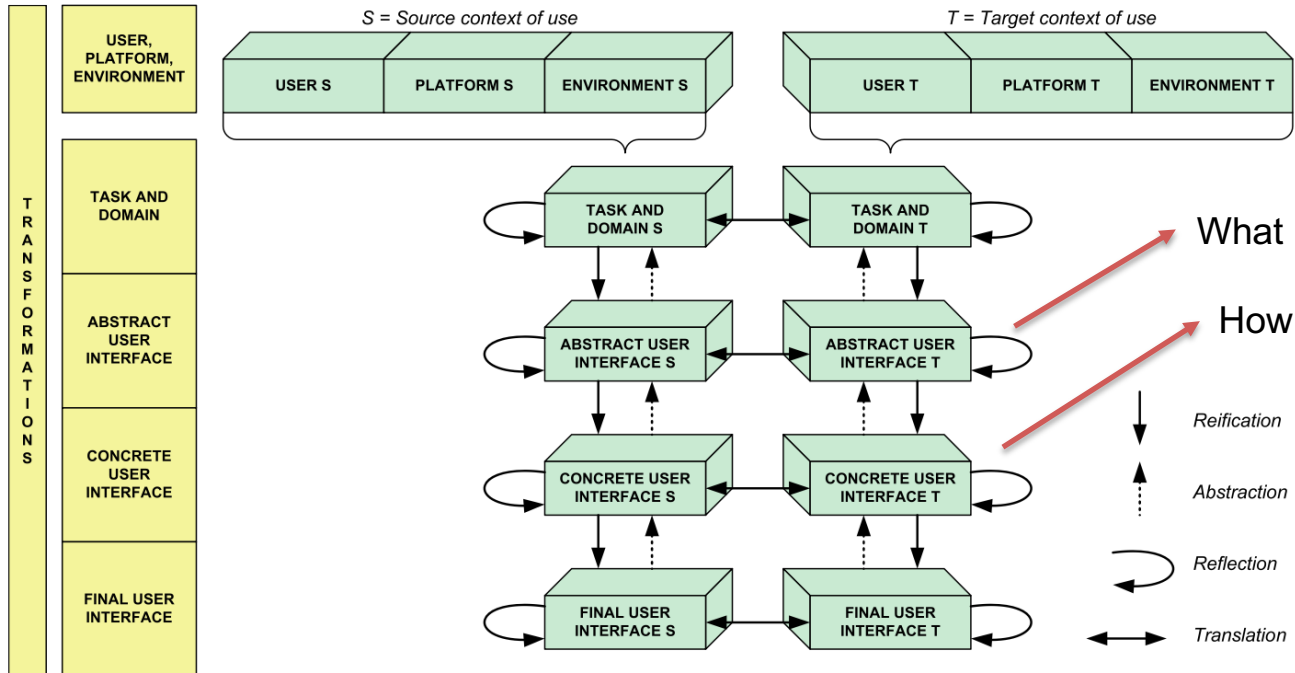 S = Source context of use
T = Target context of use
USER,
PLATFORM,
ENVIRONMENT
USER S
PLATFORM S
ENVIRONMENT S
USER T
PLATFORM T
ENVIRONMENT T
TRANSFORMATIONS
TASK AND
DOMAIN
TASK AND
DOMAIN S
TASK AND
DOMAIN T
What
ABSTRACT
USER
INTERFACE
ABSTRACT USER
INTERFACE S
ABSTRACT USER
INTERFACE T
How
CONCRETE
USER
INTERFACE
CONCRETE USER
INTERFACE S
CONCRETE USER
INTERFACE T
FINAL USER
INTERFACE
FINAL USER
INTERFACE S
FINAL USER
INTERFACE T
Reification
Abstraction
Reflection
Translation